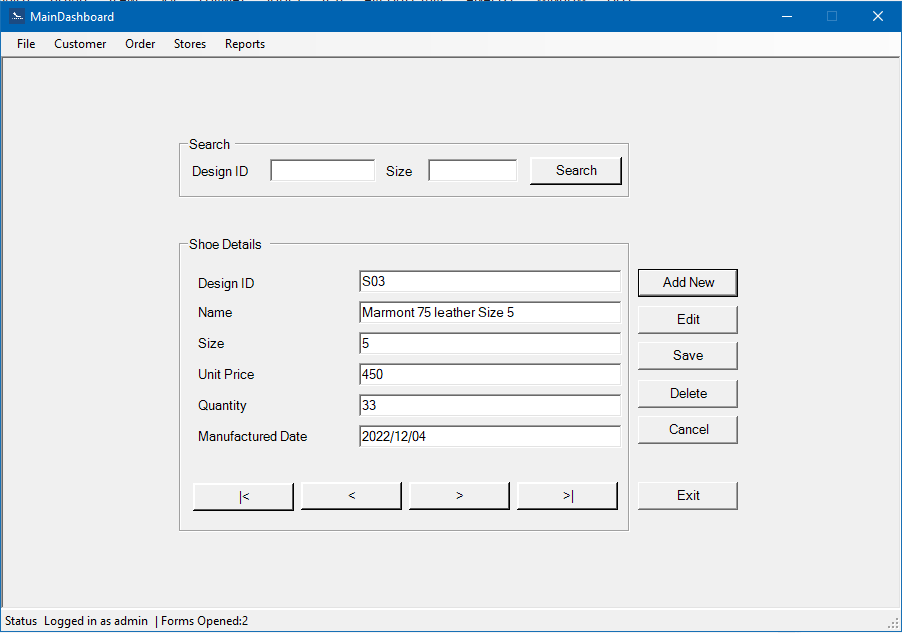 MainDashboard
File Customer Order Stores Reports
Search
Design ID Size Search
Shoe Details
Design ID S03 Add New
Name Marmont 75 leather Size 5 Edit
Size 5 Save
Unit Price 450 Delete
Quantity 33 Cancel
Manufactured Date 2022/12/04
|< < > >| Exit
Status Logged in as admin | Forms Opened:2